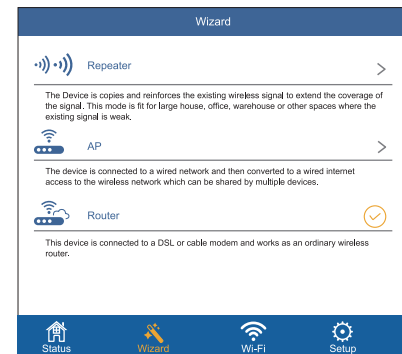 Wizard
Repeater
The Device is copies and reinforces the existing wireless signal to extend the coverage of
the signal. This mode is fit for large house, office, warehouse or other spaces where the
existing signal is weak.
AP
The device is connected to a wired network and then converted to a wired internet
access to the wireless network which can be shared by multiple devices.
Router
This device is connected to a DSL or cable modem and works as an ordinary wireless
router.
Status Wizard Wi-Fi Setup